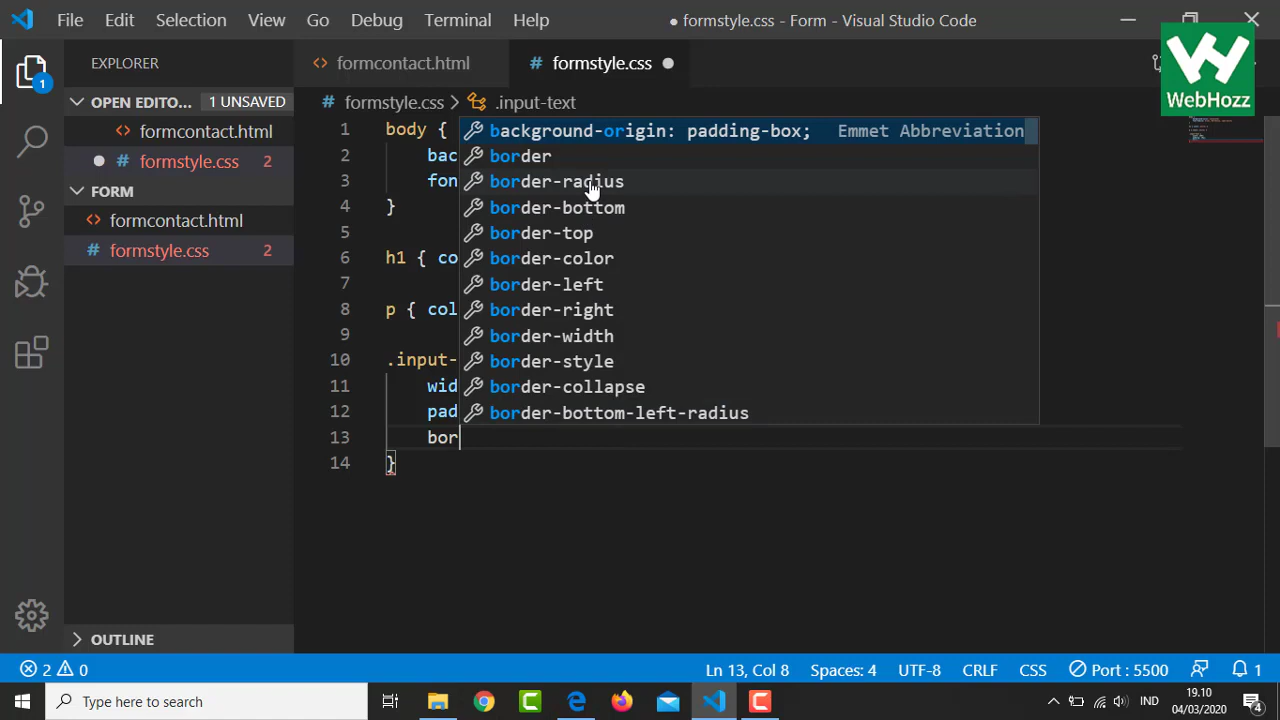 File Edit Selection View Go Debug Terminal Help
● formstyle.css - Form - Visual Studio Code
WebHozz
EXPLORER
<> formcontact.html
# formstyle.css ●
OPEN EDITO... 1 UNSAVED
<> formcontact.html
● # formstyle.css 2
FORM
<> formcontact.html
# formstyle.css 2
OUTLINE
1
# formstyle.css > .input-text
1 body {
2 bac
3 fon
4 }
5
6 h1 { co
7
8 p { col
9
10 .input-
11 wid
12 pad
13 bor
14 }
background-origin: padding-box; Emmet Abbreviation
border
border-radius
border-bottom
border-top
border-color
border-left
border-right
border-width
border-style
border-collapse
border-bottom-left-radius
2 0 Ln 13, Col 8 Spaces: 4 UTF-8 CRLF CSS Port : 5500 1
Type here to search
IND
19.10
04/03/2020
4